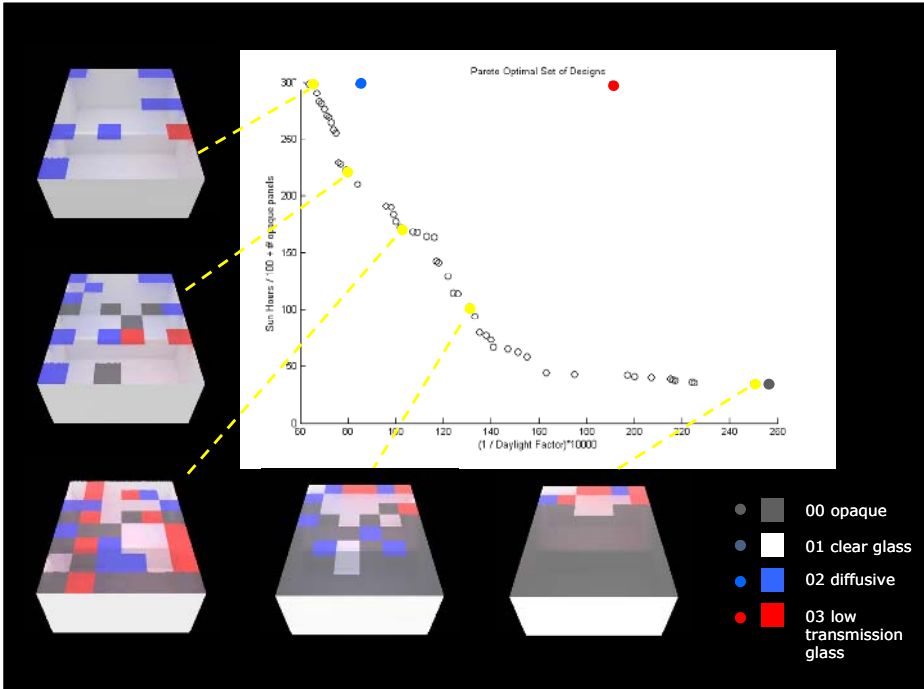 Pareto Optimal Set of Designs
300
250
200
150
100
50
0
Sun Hours / 100 + # opaque panels
60 80 100 120 140 160 180 200 220 240 260
(1 / Daylight Factor)*10000
00 opaque
01 clear glass
02 diffusive
03 low
transmission
glass